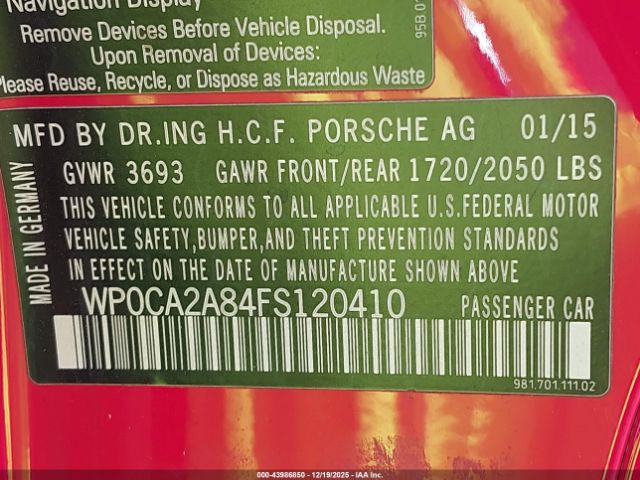 Navigation Display
Remove Devices Before Vehicle Disposal.
Upon Removal of Devices:
Please Reuse, Recycle, or Dispose as Hazardous Waste
95B 01
MFD BY DR.ING H.C.F. PORSCHE AG 01/15
GVWR 3693 GAWR FRONT/REAR 1720/2050 LBS
THIS VEHICLE CONFORMS TO ALL APPLICABLE U.S.FEDERAL MOTOR
VEHICLE SAFETY,BUMPER,AND THEFT PREVENTION STANDARDS
IN EFFECT ON THE DATE OF MANUFACTURE SHOWN ABOVE
WP0CA2A84FS120410 PASSENGER CAR
MADE IN GERMANY
981.701.111.02
STOCK #: 43986850 - 12/19/2025 - IAA Inc.